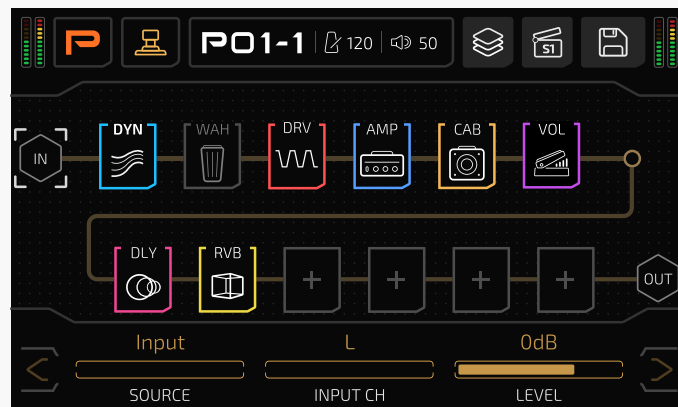 P01-1 120 50 S1
DYN WAH DRV AMP CAB VOL
IN
DLY RVB
OUT
Input L 0dB
SOURCE INPUT CH LEVEL